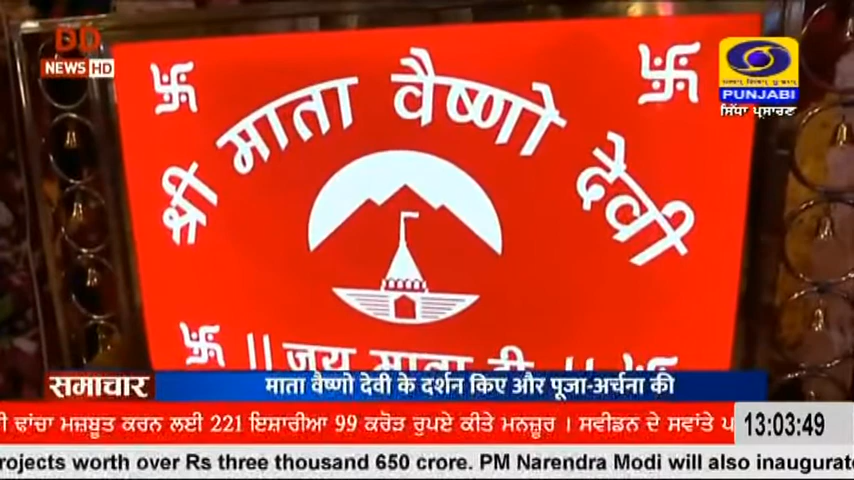 DD
NEWS HD
PUNJABI
ਸਿੱਧਾ ਪ੍ਰਸਾਰਣ
श्री माता वैष्णो देवी
|| जय माता दी ||
समाचार
माता वैष्णो देवी के दर्शन किए और पूजा-अर्चना की
ਢਾਂਚਾ ਮਜ਼ਬੂਤ ਕਰਨ ਲਈ 221 ਇਸ਼ਾਰੀਆ 99 ਕਰੋੜ ਰੁਪਏ ਕੀਤੇ ਮਨਜ਼ੂਰ । ਸਵੀਡਨ ਦੇ ਸਵਾਂਤੇ
13:03:49
rojects worth over Rs three thousand 650 crore. PM Narendra Modi will also inaugurate